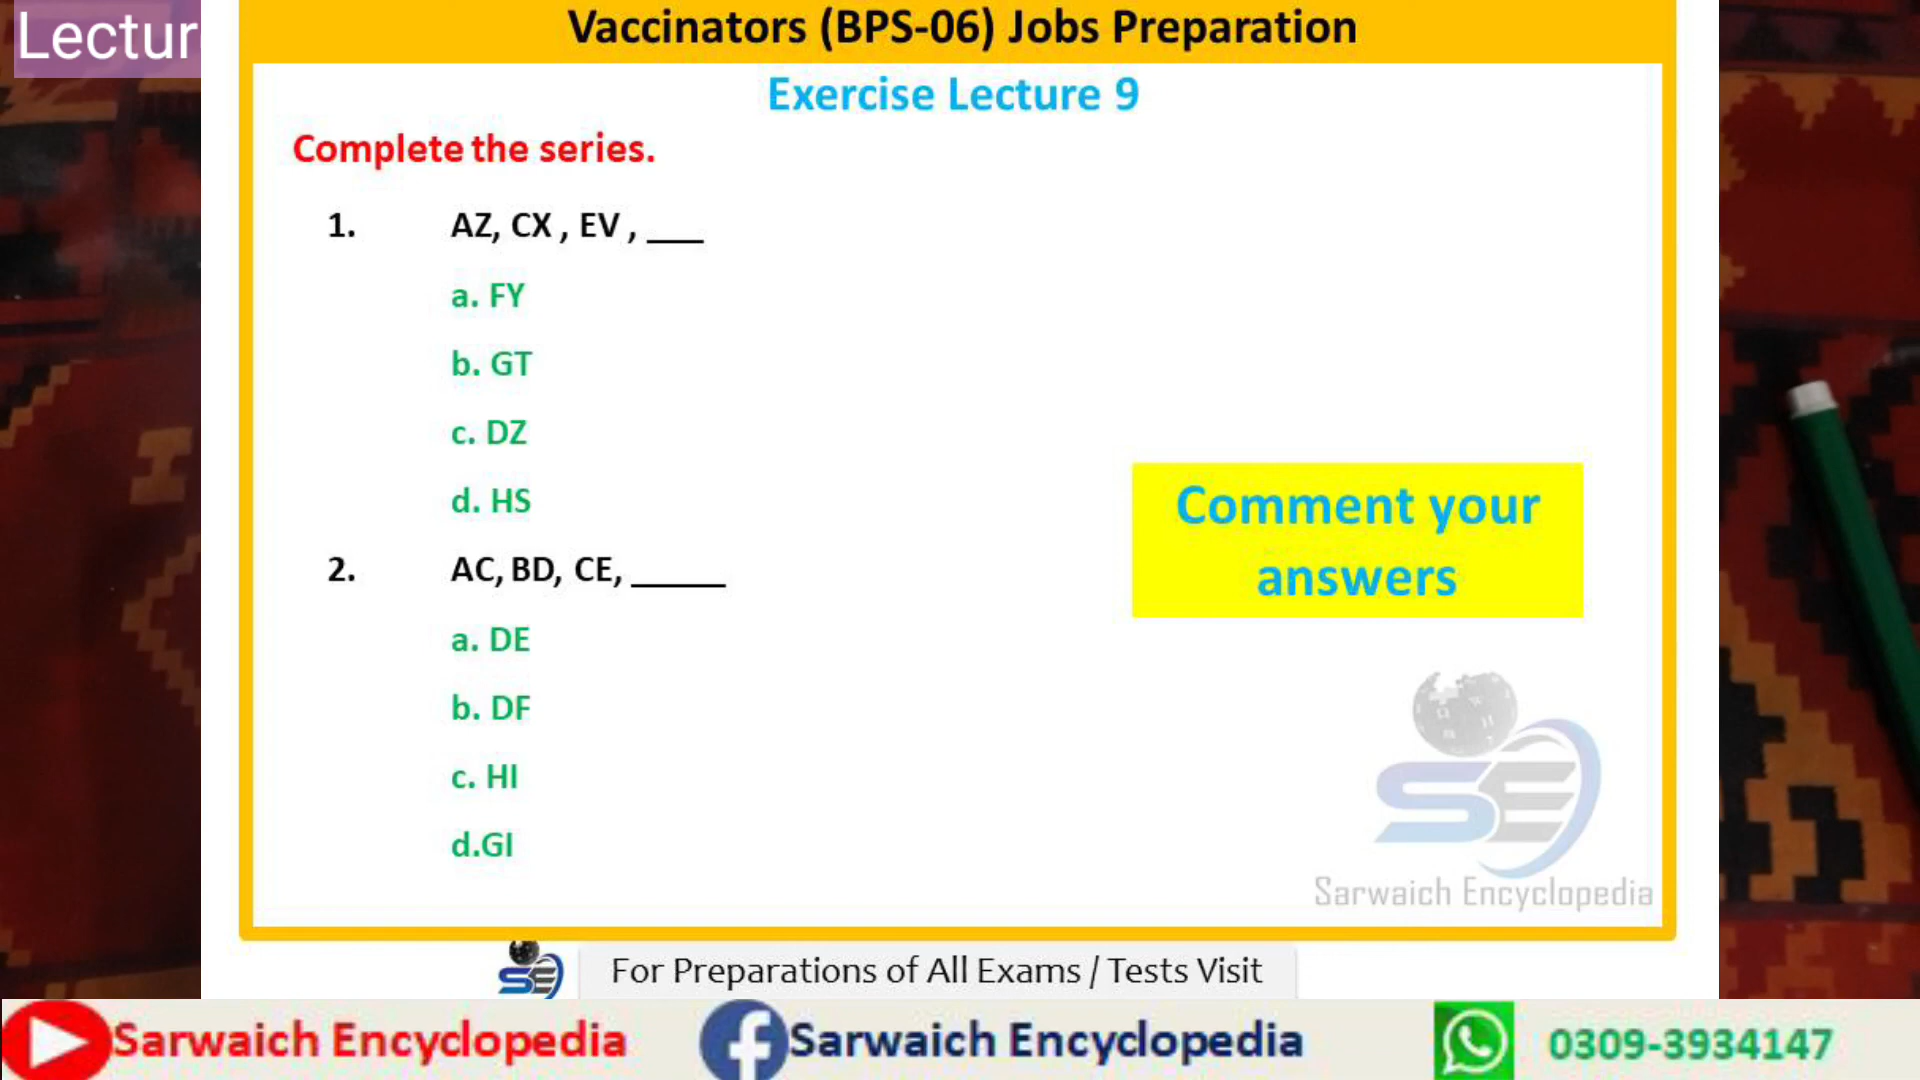 Lectur
Vaccinators (BPS-06) Jobs Preparation
Exercise Lecture 9
Complete the series.
1. AZ, CX , EV , ___
a. FY
b. GT
c. DZ
d. HS
2. AC, BD, CE, _____
a. DE
b. DF
c. HI
d.GI
Comment your
answers
SE
Sarwaich Encyclopedia
SE
For Preparations of All Exams / Tests Visit
Sarwaich Encyclopedia
Sarwaich Encyclopedia
0309-3934147